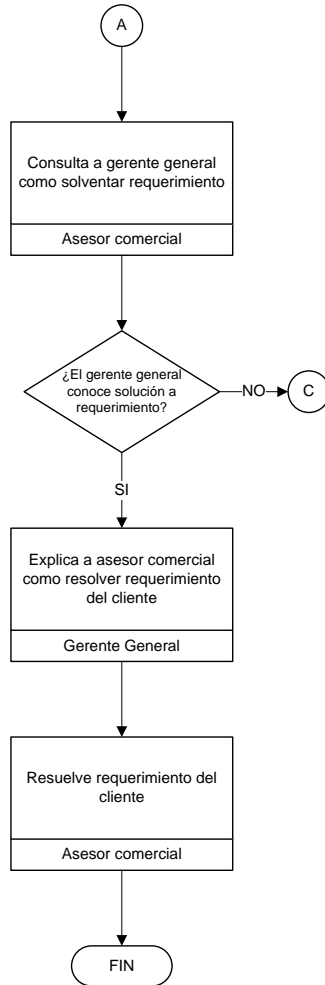 A
Consulta a gerente general
como solventar requerimiento
Asesor comercial
¿El gerente general
conoce solución a
requerimiento?
NO
C
SI
Explica a asesor comercial
como resolver requerimiento
del cliente
Gerente General
Resuelve requerimiento del
cliente
Asesor comercial
FIN